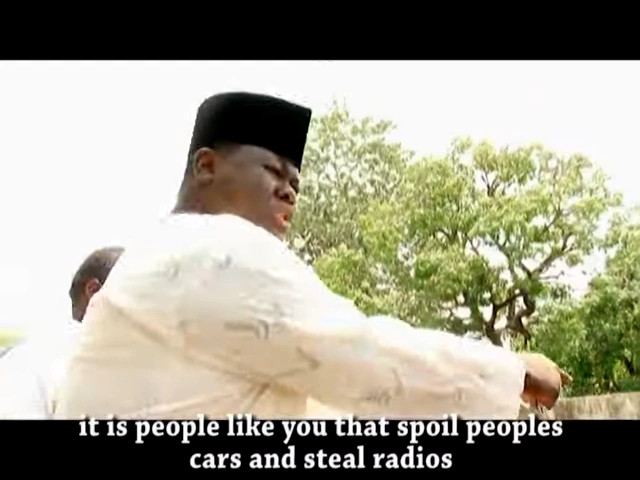 it is people like you that spoil peoples
cars and steal radios